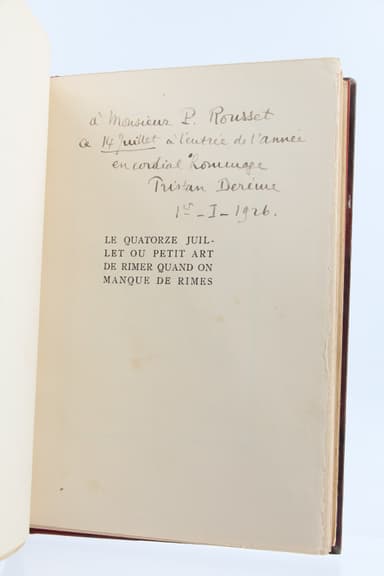 à Monsieur P. Rousset
ce 14 Juillet à l'entrée de l'année
en cordial hommage
Tristan Derème
1er - I - 1926.
LE QUATORZE JUIL-
LET OU PETIT ART
DE RIMER QUAND ON
MANQUE DE RIMES